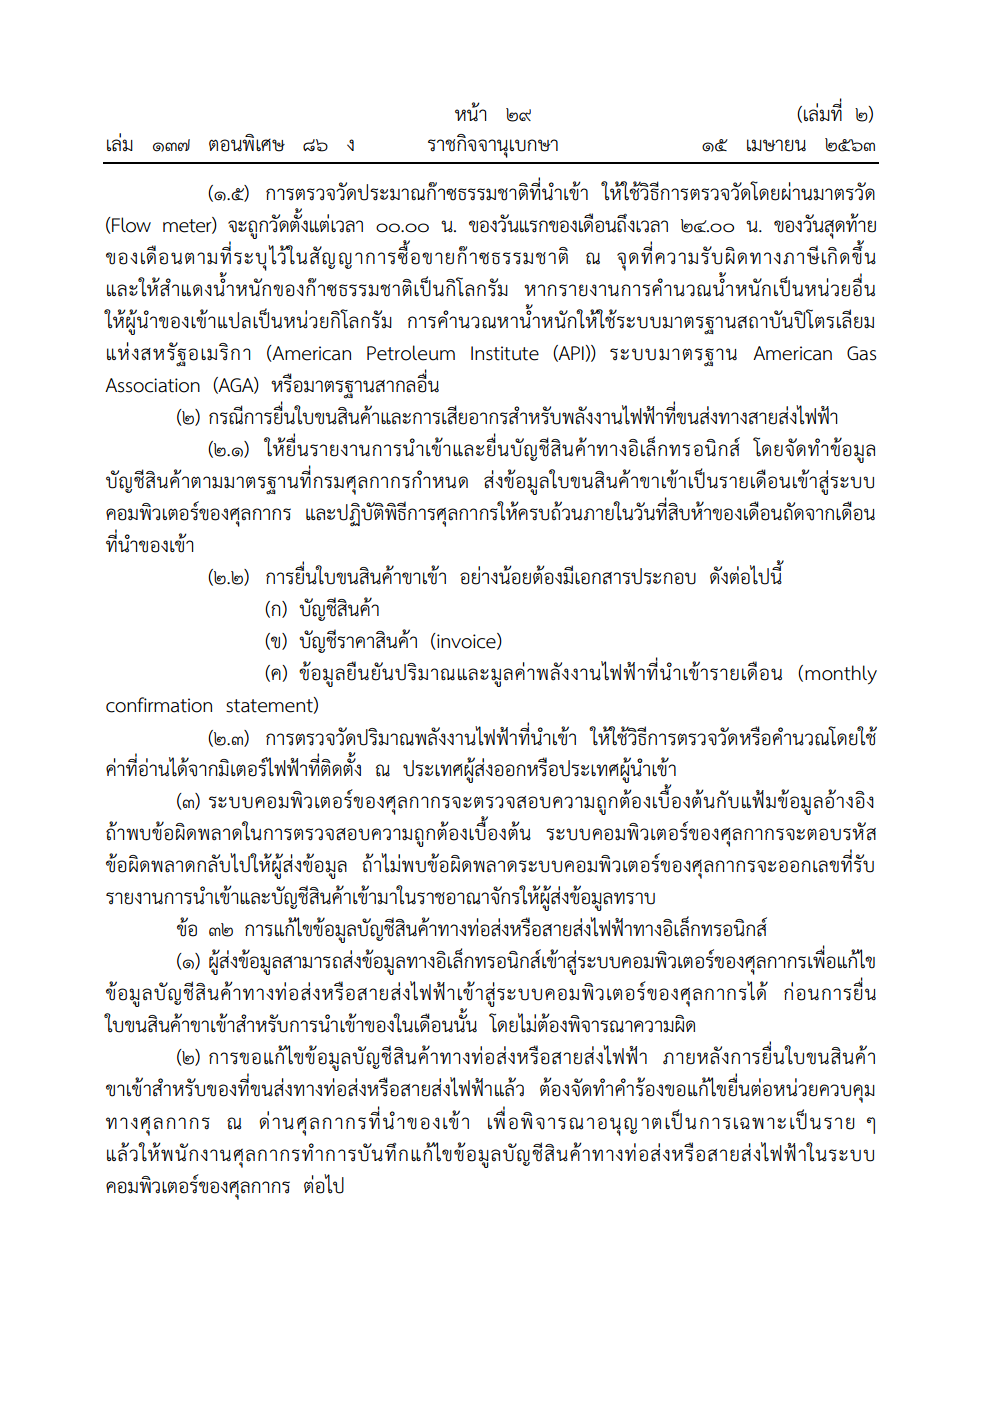 หน้า ๒๙ (เล่มที่ ๒)
เล่ม ๑๓๗ ตอนพิเศษ ๘๖ ง ราชกิจจานุเบกษา ๑๕ เมษายน ๒๕๖๓
(๑.๕) การตรวจวัดประมาณก๊าซธรรมชาติที่นำเข้า ให้ใช้วิธีการตรวจวัดโดยผ่านมาตรวัด
(Flow meter) จะถูกวัดตั้งแต่เวลา ๐๐.๐๐ น. ของวันแรกของเดือนถึงเวลา ๒๔.๐๐ น. ของวันสุดท้าย
ของเดือนตามที่ระบุไว้ในสัญญาการซื้อขายก๊าซธรรมชาติ ณ จุดที่ความรับผิดทางภาษีเกิดขึ้น
และให้สำแดงน้ำหนักของก๊าซธรรมชาติเป็นกิโลกรัม หากรายงานการคำนวณน้ำหนักเป็นหน่วยอื่น
ให้ผู้นำของเข้าแปลเป็นหน่วยกิโลกรัม การคำนวณหาน้ำหนักให้ใช้ระบบมาตรฐานสถาบันปิโตรเลียม
แห่งสหรัฐอเมริกา (American Petroleum Institute (API)) ระบบมาตรฐาน American Gas
Association (AGA) หรือมาตรฐานสากลอื่น
(๒) กรณีการยื่นใบขนสินค้าและการเสียอากรสำหรับพลังงานไฟฟ้าที่ขนส่งทางสายส่งไฟฟ้า
(๒.๑) ให้ยื่นรายงานการนำเข้าและยื่นบัญชีสินค้าทางอิเล็กทรอนิกส์ โดยจัดทำข้อมูล
บัญชีสินค้าตามมาตรฐานที่กรมศุลกากรกำหนด ส่งข้อมูลใบขนสินค้าขาเข้าเป็นรายเดือนเข้าสู่ระบบ
คอมพิวเตอร์ของศุลกากร และปฏิบัติพิธีการศุลกากรให้ครบถ้วนภายในวันที่สิบห้าของเดือนถัดจากเดือน
ที่นำของเข้า
(๒.๒) การยื่นใบขนสินค้าขาเข้า อย่างน้อยต้องมีเอกสารประกอบ ดังต่อไปนี้
(ก) บัญชีสินค้า
(ข) บัญชีราคาสินค้า (invoice)
(ค) ข้อมูลยืนยันปริมาณและมูลค่าพลังงานไฟฟ้าที่นำเข้ารายเดือน (monthly
confirmation statement)
(๒.๓) การตรวจวัดปริมาณพลังงานไฟฟ้าที่นำเข้า ให้ใช้วิธีการตรวจวัดหรือคำนวณโดยใช้
ค่าที่อ่านได้จากมิเตอร์ไฟฟ้าที่ติดตั้ง ณ ประเทศผู้ส่งออกหรือประเทศผู้นำเข้า
(๓) ระบบคอมพิวเตอร์ของศุลกากรจะตรวจสอบความถูกต้องเบื้องต้นกับแฟ้มข้อมูลอ้างอิง
ถ้าพบข้อผิดพลาดในการตรวจสอบความถูกต้องเบื้องต้น ระบบคอมพิวเตอร์ของศุลกากรจะตอบรหัส
ข้อผิดพลาดกลับไปให้ผู้ส่งข้อมูล ถ้าไม่พบข้อผิดพลาดระบบคอมพิวเตอร์ของศุลกากรจะออกเลขที่รับ
รายงานการนำเข้าและบัญชีสินค้าเข้ามาในราชอาณาจักรให้ผู้ส่งข้อมูลทราบ
ข้อ ๓๒ การแก้ไขข้อมูลบัญชีสินค้าทางท่อส่งหรือสายส่งไฟฟ้าทางอิเล็กทรอนิกส์
(๑) ผู้ส่งข้อมูลสามารถส่งข้อมูลทางอิเล็กทรอนิกส์เข้าสู่ระบบคอมพิวเตอร์ของศุลกากรเพื่อแก้ไข
ข้อมูลบัญชีสินค้าทางท่อส่งหรือสายส่งไฟฟ้าเข้าสู่ระบบคอมพิวเตอร์ของศุลกากรได้ ก่อนการยื่น
ใบขนสินค้าขาเข้าสำหรับการนำเข้าของในเดือนนั้น โดยไม่ต้องพิจารณาความผิด
(๒) การขอแก้ไขข้อมูลบัญชีสินค้าทางท่อส่งหรือสายส่งไฟฟ้า ภายหลังการยื่นใบขนสินค้า
ขาเข้าสำหรับของที่ขนส่งทางท่อส่งหรือสายส่งไฟฟ้าแล้ว ต้องจัดทำคำร้องขอแก้ไขยื่นต่อหน่วยควบคุม
ทางศุลกากร ณ ด่านศุลกากรที่นำของเข้า เพื่อพิจารณาอนุญาตเป็นการเฉพาะเป็นราย ๆ
แล้วให้พนักงานศุลกากรทำการบันทึกแก้ไขข้อมูลบัญชีสินค้าทางท่อส่งหรือสายส่งไฟฟ้าในระบบ
คอมพิวเตอร์ของศุลกากร ต่อไป